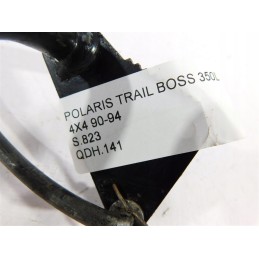 POLARIS TRAIL BOSS 350L
4X4 90-94
S.823
QDH.141